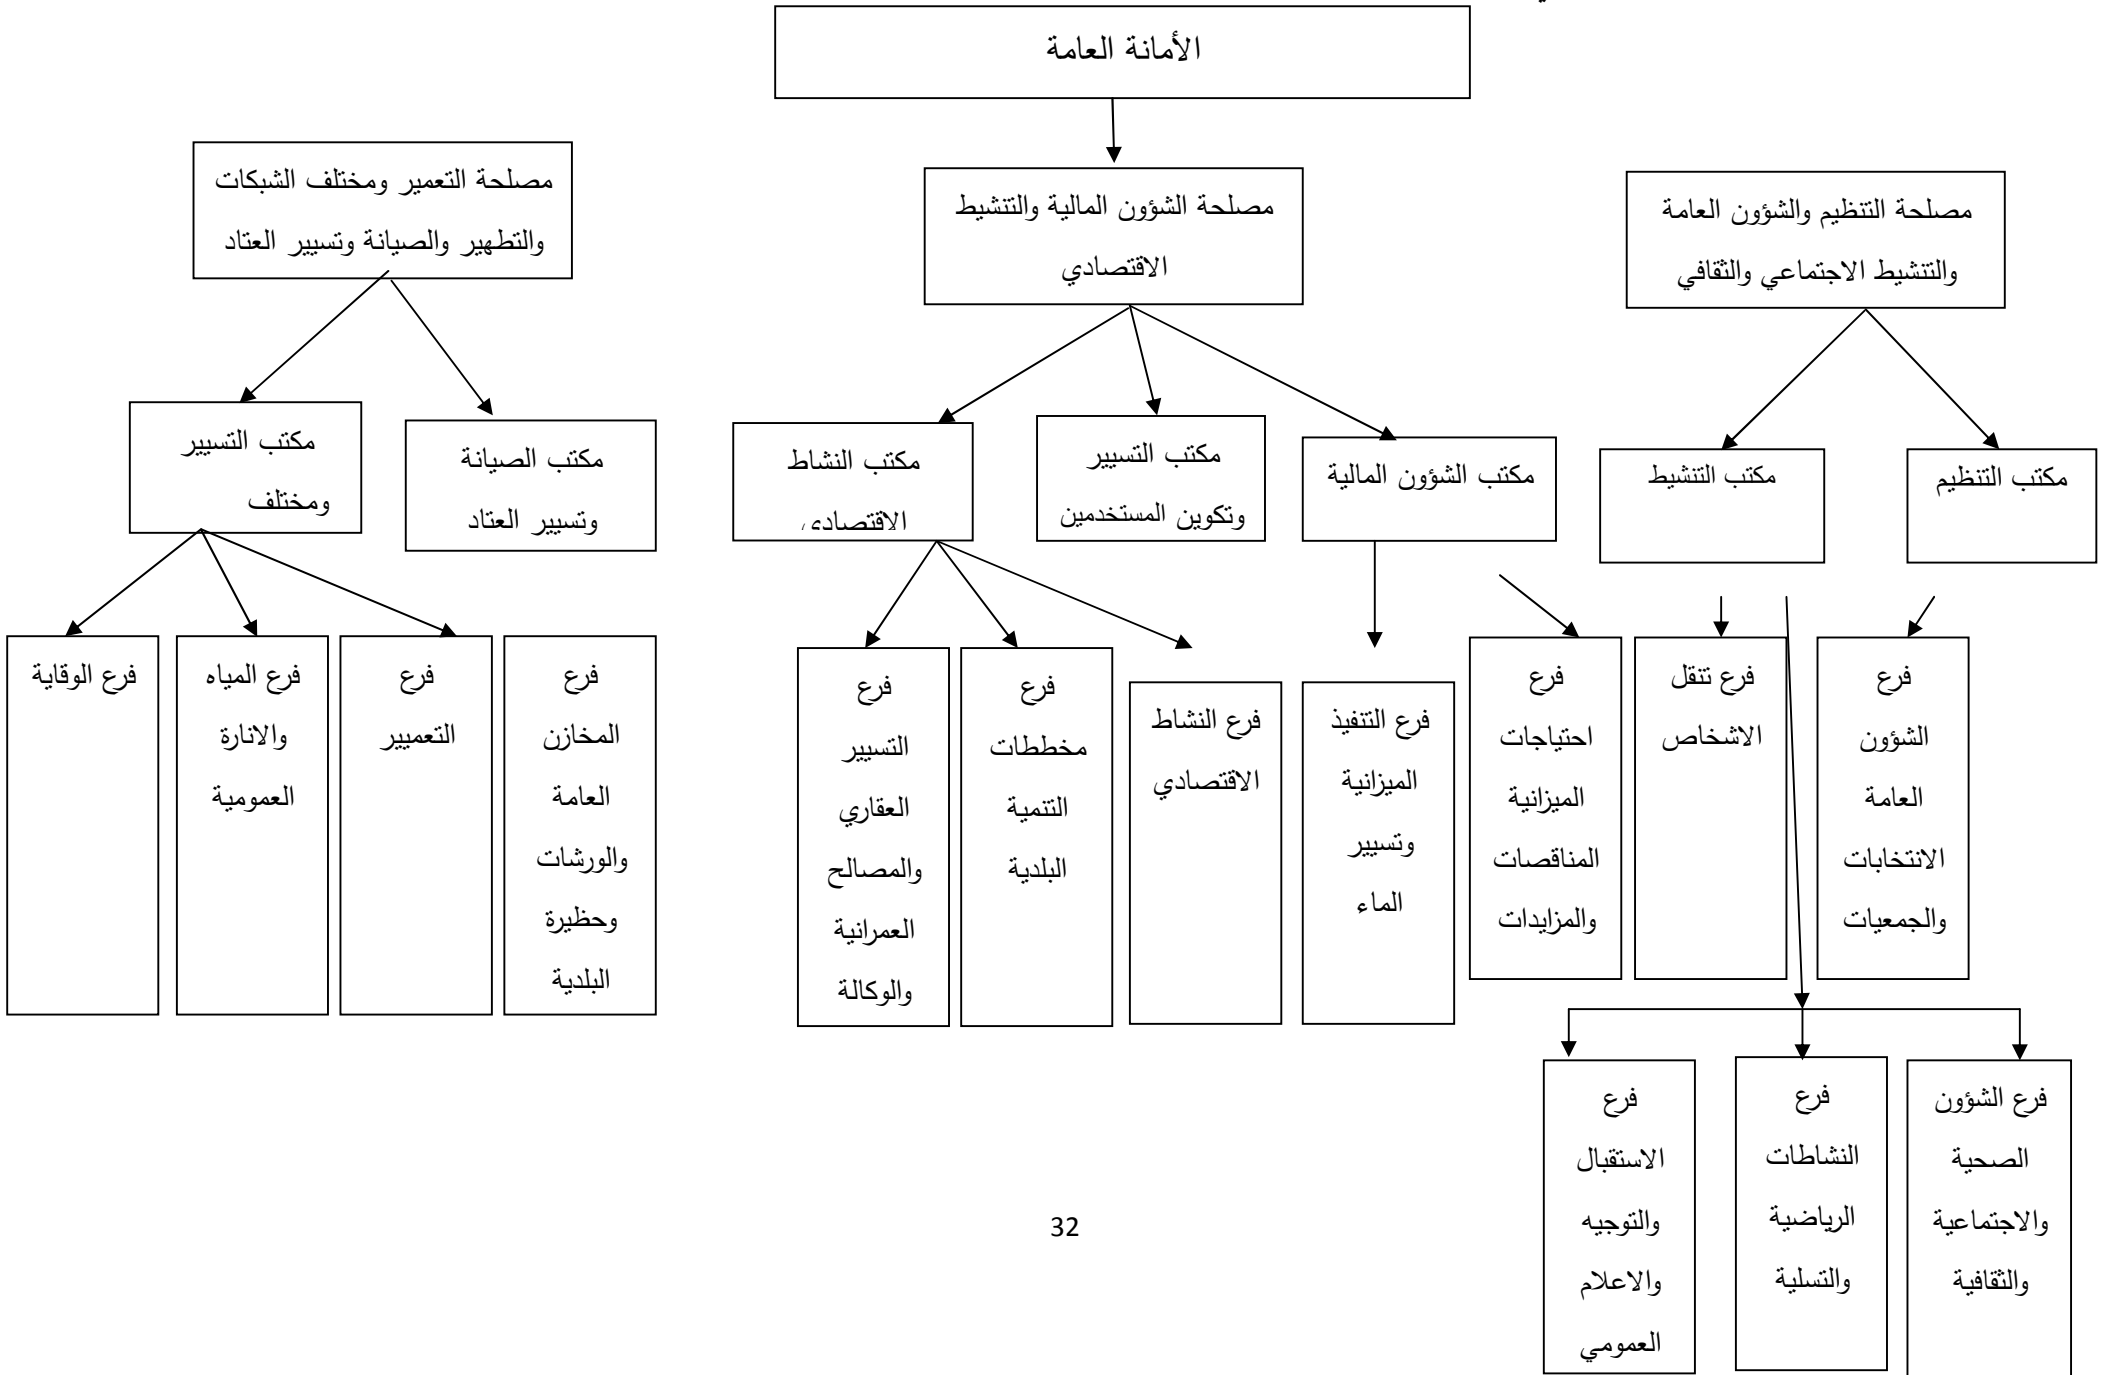 الأمانة العامة
مصلحة التنظيم والشؤون العامة
والتنشيط الاجتماعي والثقافي
مصلحة الشؤون المالية والتنشيط
الاقتصادي
مصلحة التعمير ومختلف الشبكات
والتطهير والصيانة وتسيير العتاد
مكتب التنظيم
مكتب التنشيط
مكتب الشؤون المالية
مكتب التسيير
وتكوين المستخدمين
مكتب النشاط
الاقتصادي
مكتب الصيانة
وتسيير العتاد
مكتب التسيير
ومختلف
فرع
الشؤون
العامة
الانتخابات
والجمعيات
فرع تنقل
الاشخاص
فرع
احتياجات
الميزانية
المناقصات
والمزايدات
فرع التنفيذ
الميزانية
وتسيير
الماء
فرع النشاط
الاقتصادي
فرع
مخططات
التنمية
البلدية
فرع
التسيير
العقاري
والمصالح
العمرانية
والوكالة
فرع
المخازن
العامة
والورشات
وحظيرة
البلدية
فرع
التعميير
فرع المياه
والانارة
العمومية
فرع الوقاية
فرع الشؤون
الصحية
والاجتماعية
والثقافية
فرع
النشاطات
الرياضية
والتسلية
فرع
الاستقبال
والتوجيه
والاعلام
العمومي
32